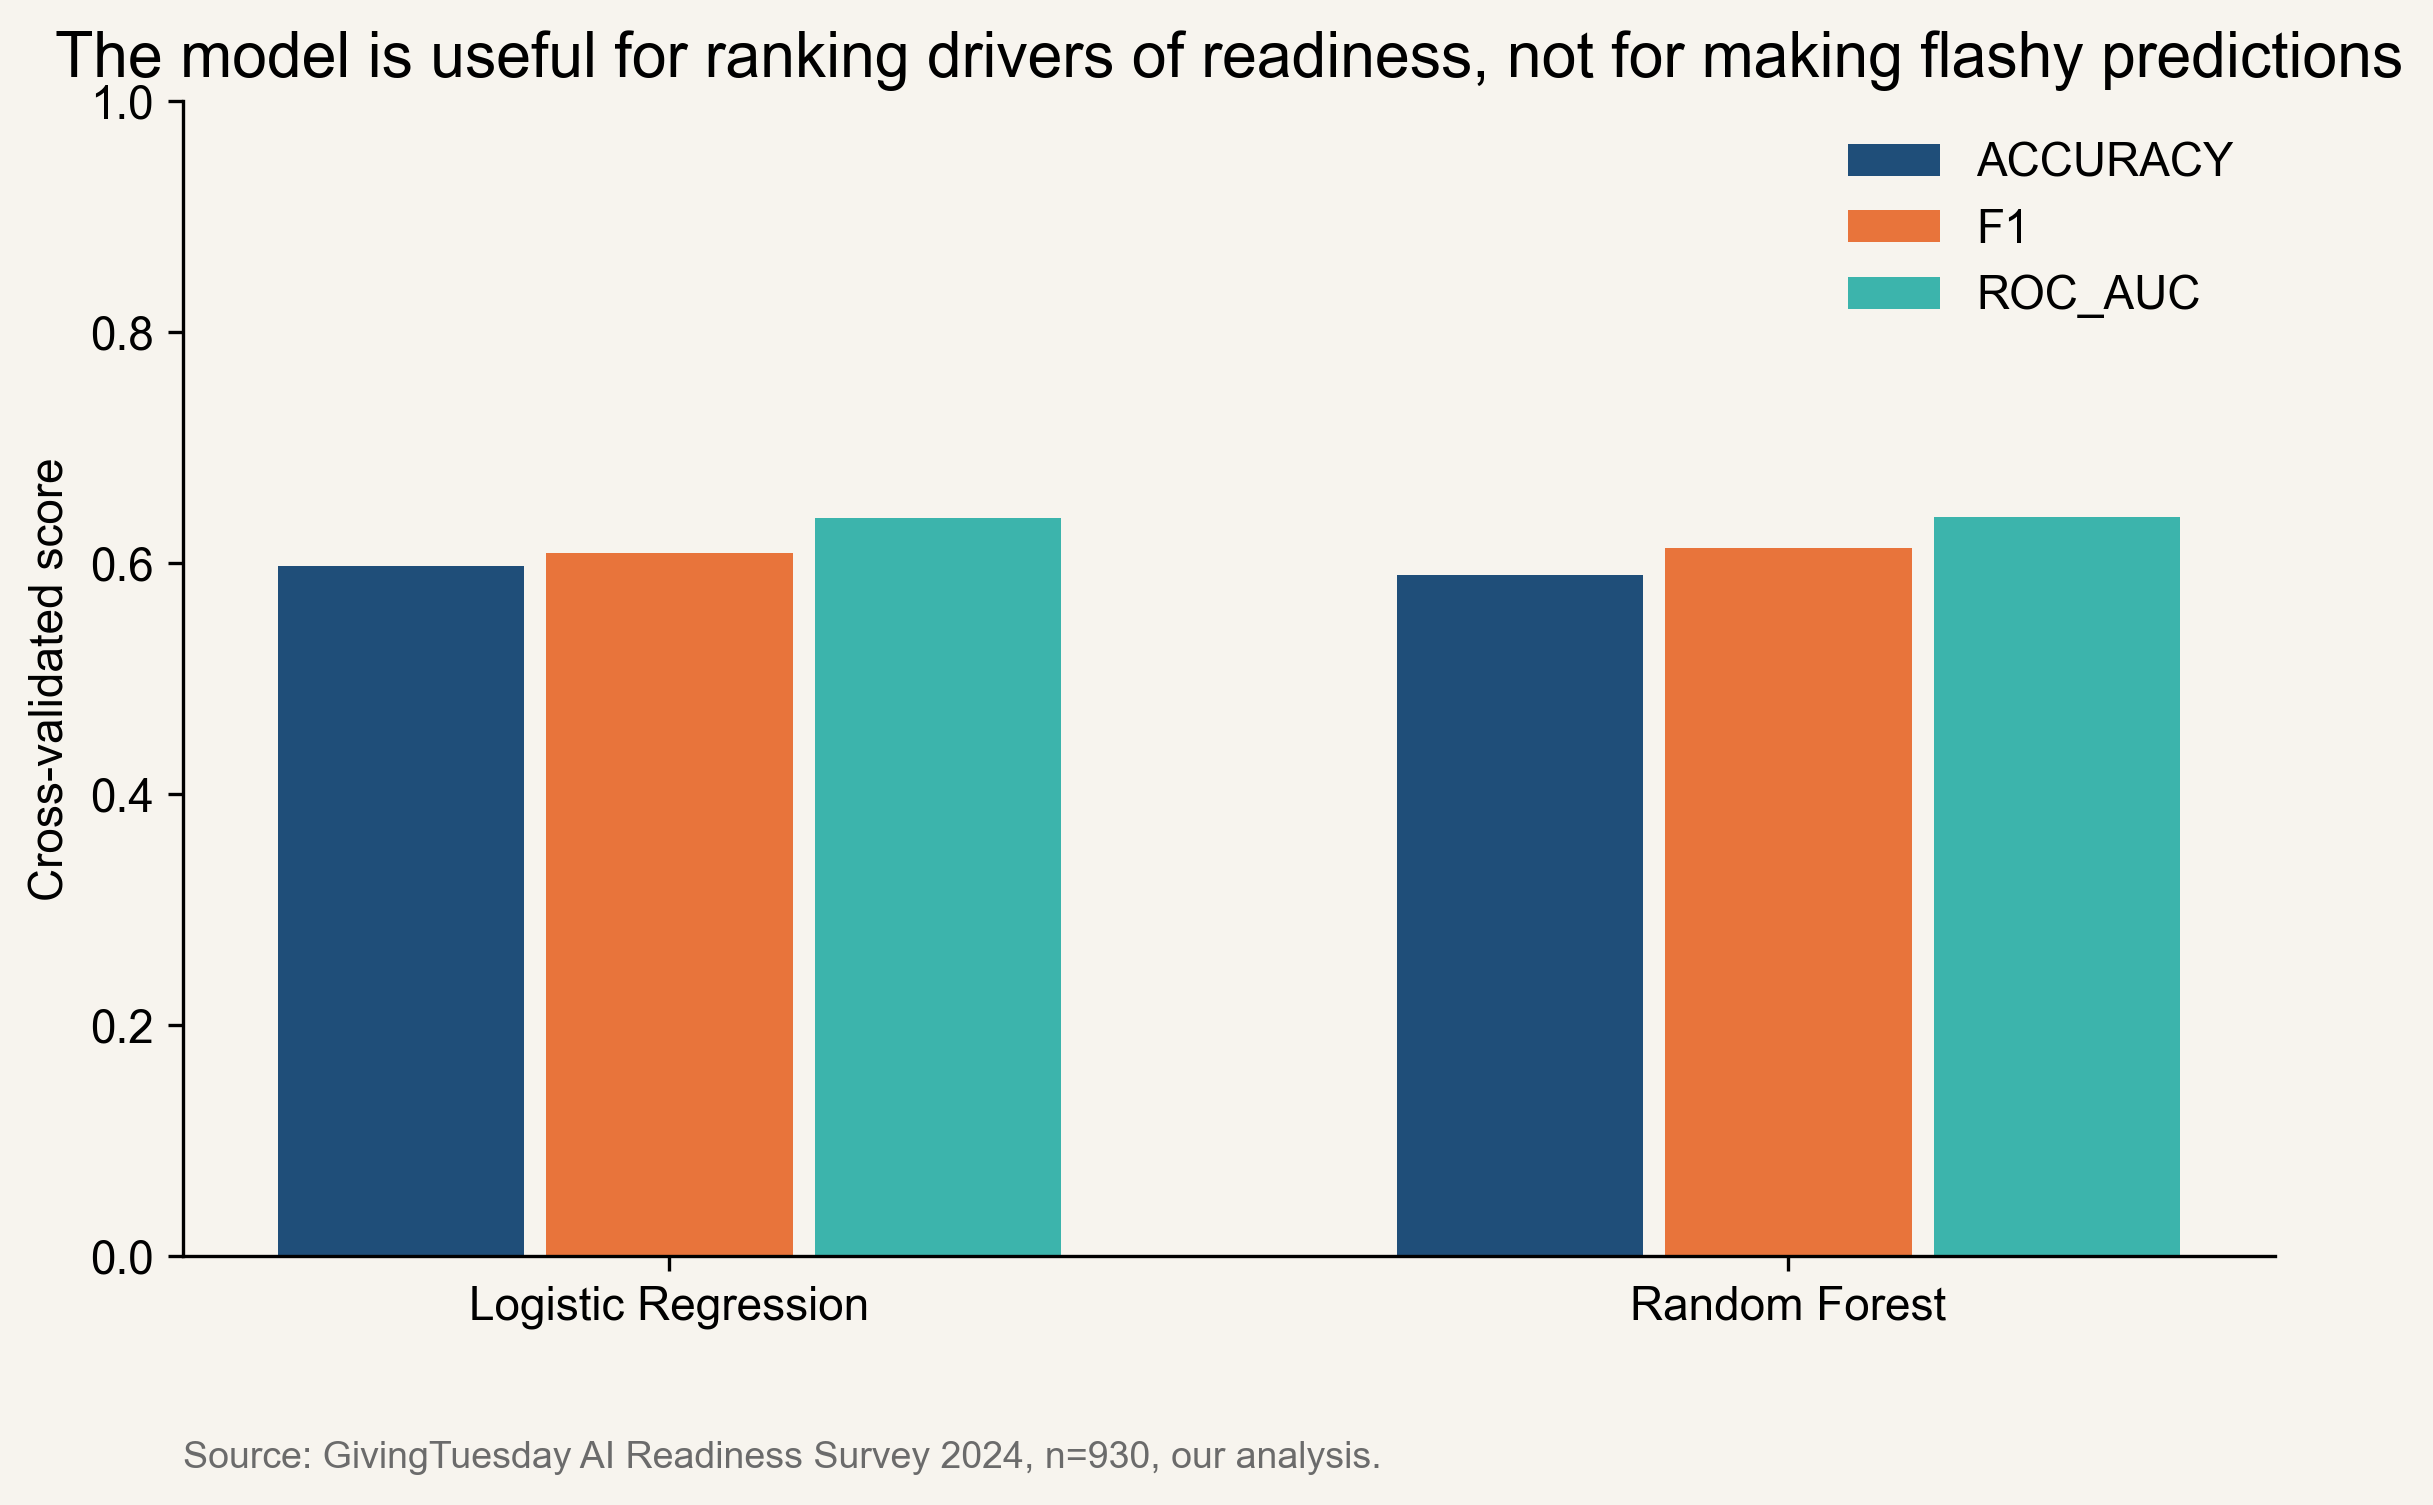 The model is useful for ranking drivers of readiness, not for making flashy predictions
1.0
0.8
0.6
0.4
0.2
0.0
Cross-validated score
ACCURACY
F1
ROC_AUC
Logistic Regression
Random Forest
Source: GivingTuesday AI Readiness Survey 2024, n=930, our analysis.